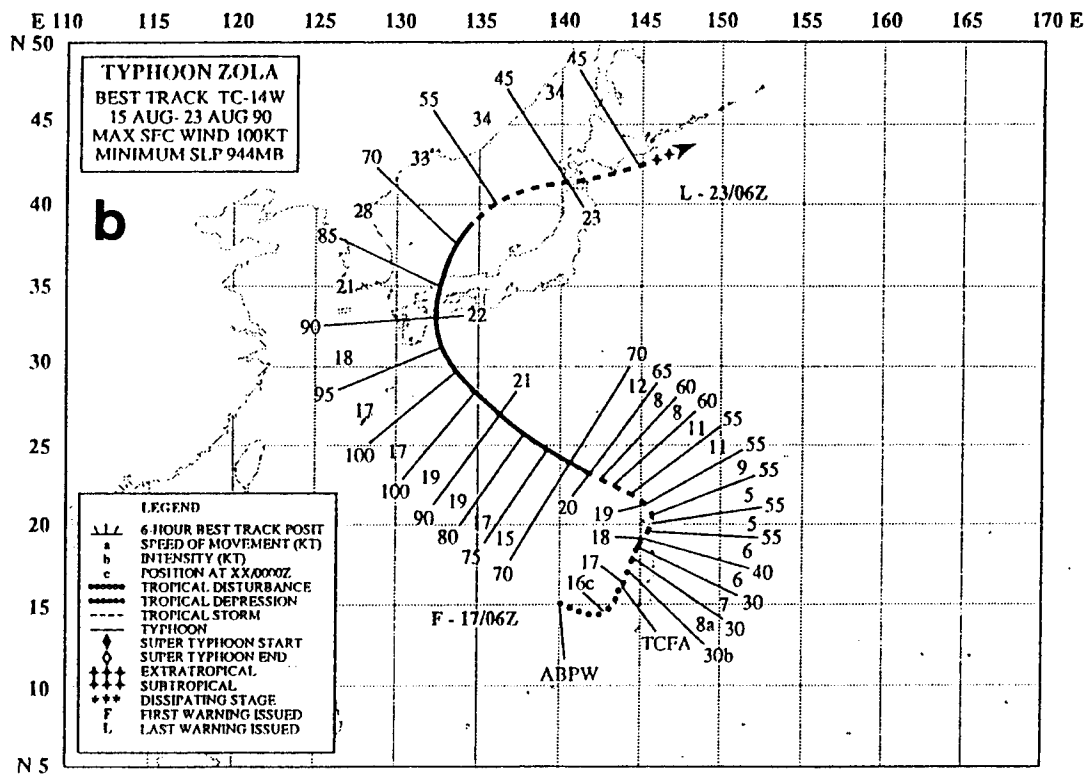 E 110 115 120 125 130 135 140 145 150 155 160 165 170 E
N 50
TYPHOON ZOLA
BEST TRACK TC-14W
15 AUG- 23 AUG 90
MAX SFC WIND 100KT
MINIMUM SLP 944MB
b
45
40
35
30
25
20
15
10
N 5
45
45
34
55
34
33
70
28
85
21
90
18
95
17
100
17
100
19
90
19
80
17
75
15
70
L - 23/06Z
23
22
21
70
65
12
60
8
60
8
55
11
55
11
55
9
55
5
55
5
40
6
30
6
30
7
30b
8a
20
19
18
17
16c
F - 17/06Z
TCFA
ABPW
LEGEND
6-HOUR BEST TRACK POSIT
a SPEED OF MOVEMENT (KT)
b INTENSITY (KT)
c POSITION AT XX/0000Z
TROPICAL DISTURBANCE
TROPICAL DEPRESSION
TROPICAL STORM
TYPHOON
SUPER TYPHOON START
SUPER TYPHOON END
EXTRATROPICAL
SUBTROPICAL
DISSIPATING STAGE
F FIRST WARNING ISSUED
L LAST WARNING ISSUED